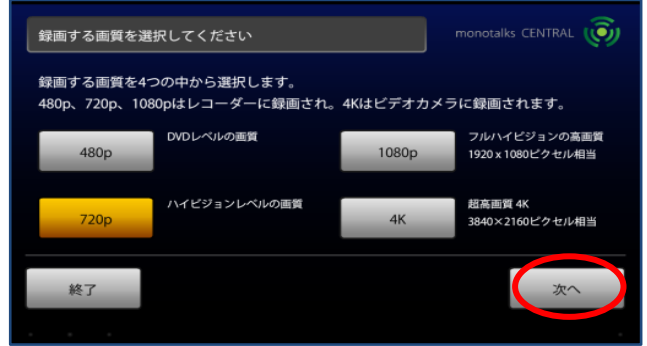 録画する画質を選択してください
monotalks CENTRAL
録画する画質を4つの中から選択します。
480p、720p、1080pはレコーダーに録画され。4Kはビデオカメラに録画されます。
480p
DVDレベルの画質
1080p
フルハイビジョンの高画質
1920 x 1080ピクセル相当
720p
ハイビジョンレベルの画質
4K
超高画質 4K
3840×2160ピクセル相当
終了
次へ